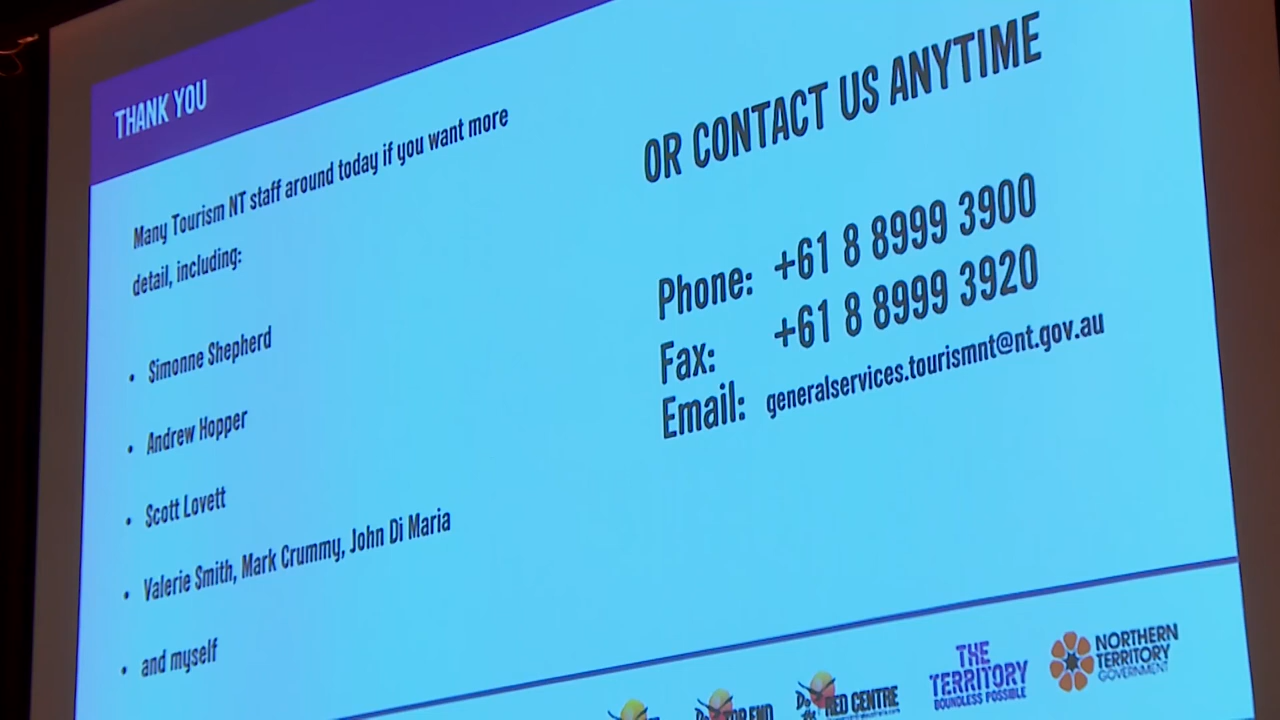 THANK YOU
Many Tourism NT staff around today if you want more
detail, including:
• Simonne Shepherd
• Andrew Hopper
• Scott Lovett
• Valerie Smith, Mark Crummy, John Di Maria
• and myself
OR CONTACT US ANYTIME
Phone: +61 8 8999 3900
Fax: +61 8 8999 3920
Email: generalservices.tourismnt@nt.gov.au
RED CENTRE
THE
TERRITORY
BOUNDLESS POSSIBLE
NORTHERN
TERRITORY
GOVERNMENT